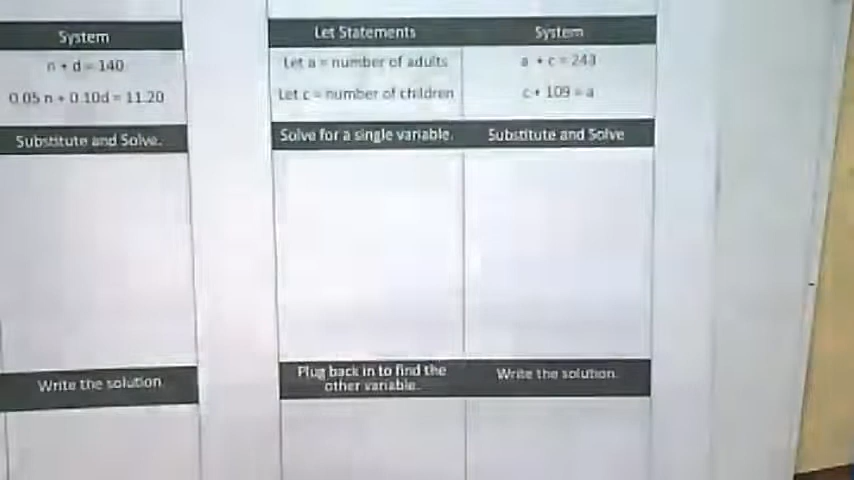 System
n + d = 140
0.05 n + 0.10d = 11.20
Substitute and Solve.
Write the solution
Let Statements
System
Let a = number of adults
a + c = 243
Let c = number of children
c + 109 = a
Solve for a single variable.
Substitute and Solve
Plug back in to find the
other variable.
Write the solution.